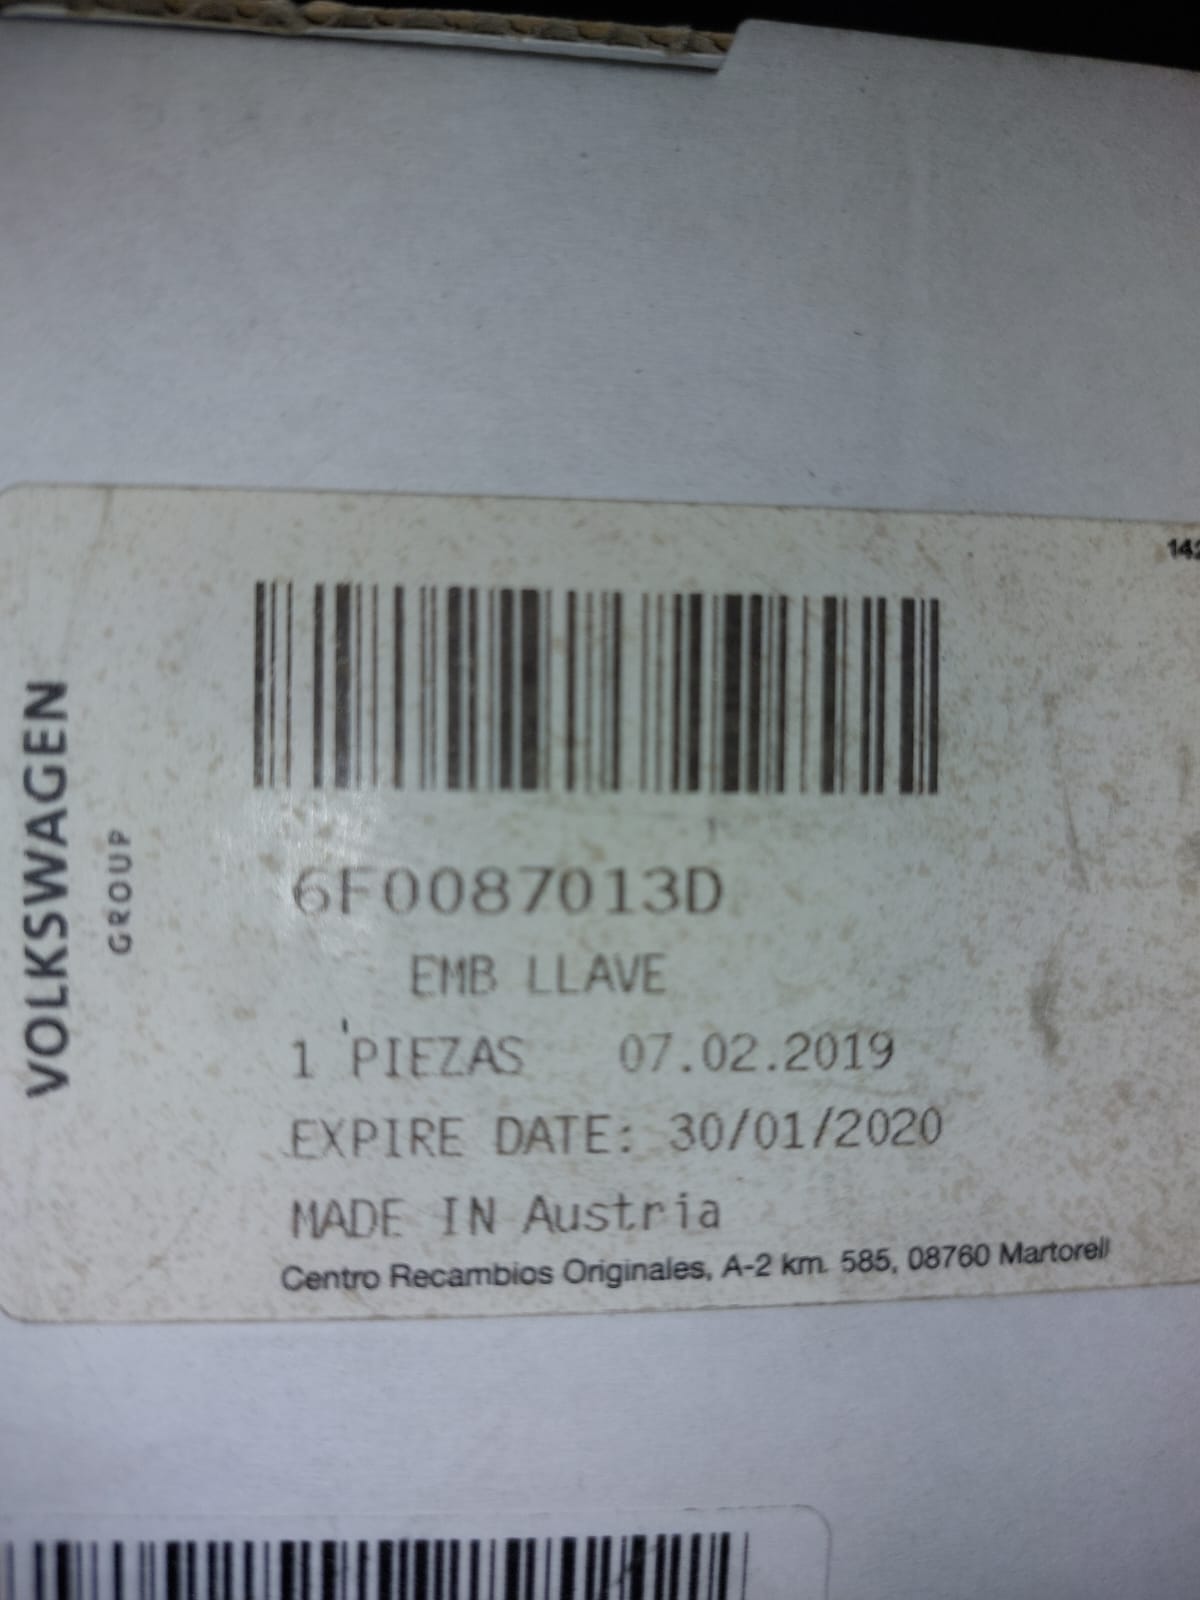 142
VOLKSWAGEN
GROUP
6F0087013D
EMB LLAVE
1 PIEZAS 07.02.2019
EXPIRE DATE: 30/01/2020
MADE IN Austria
Centro Recambios Originales, A-2 km. 585, 08760 Martorell